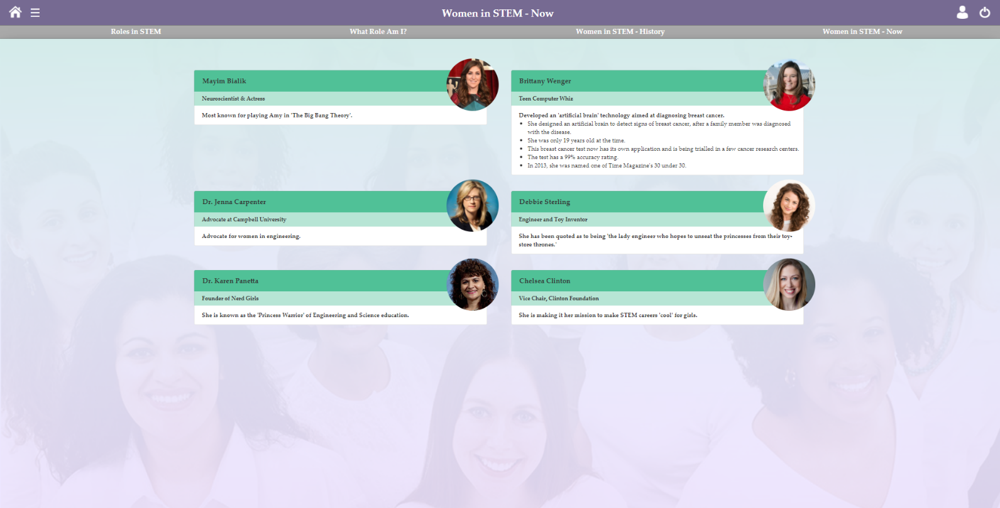 Women in STEM - Now
Roles in STEM
What Role Am I?
Women in STEM - History
Women in STEM - Now
Mayim Bialik
Neuroscientist & Actress
Most known for playing Amy in 'The Big Bang Theory'.
Brittany Wenger
Teen Computer Whiz
Developed an 'artificial brain' technology aimed at diagnosing breast cancer.
She designed an artificial brain to detect signs of breast cancer, after a family member was diagnosed
with the disease.
She was only 19 years old at the time.
This breast cancer test now has its own application and is being trialled in a few cancer research centers.
The test has a 99% accuracy rating.
In 2013, she was named one of Time Magazine's 30 under 30.
Dr. Jenna Carpenter
Advocate at Campbell University
Advocate for women in engineering.
Debbie Sterling
Engineer and Toy Inventor
She has been quoted as to being 'the lady engineer who hopes to unseat the princesses from their toy-
store thrones.'
Dr. Karen Panetta
Founder of Nerd Girls
She is known as the 'Princess Warrior' of Engineering and Science education.
Chelsea Clinton
Vice Chair, Clinton Foundation
She is making it her mission to make STEM careers 'cool' for girls.